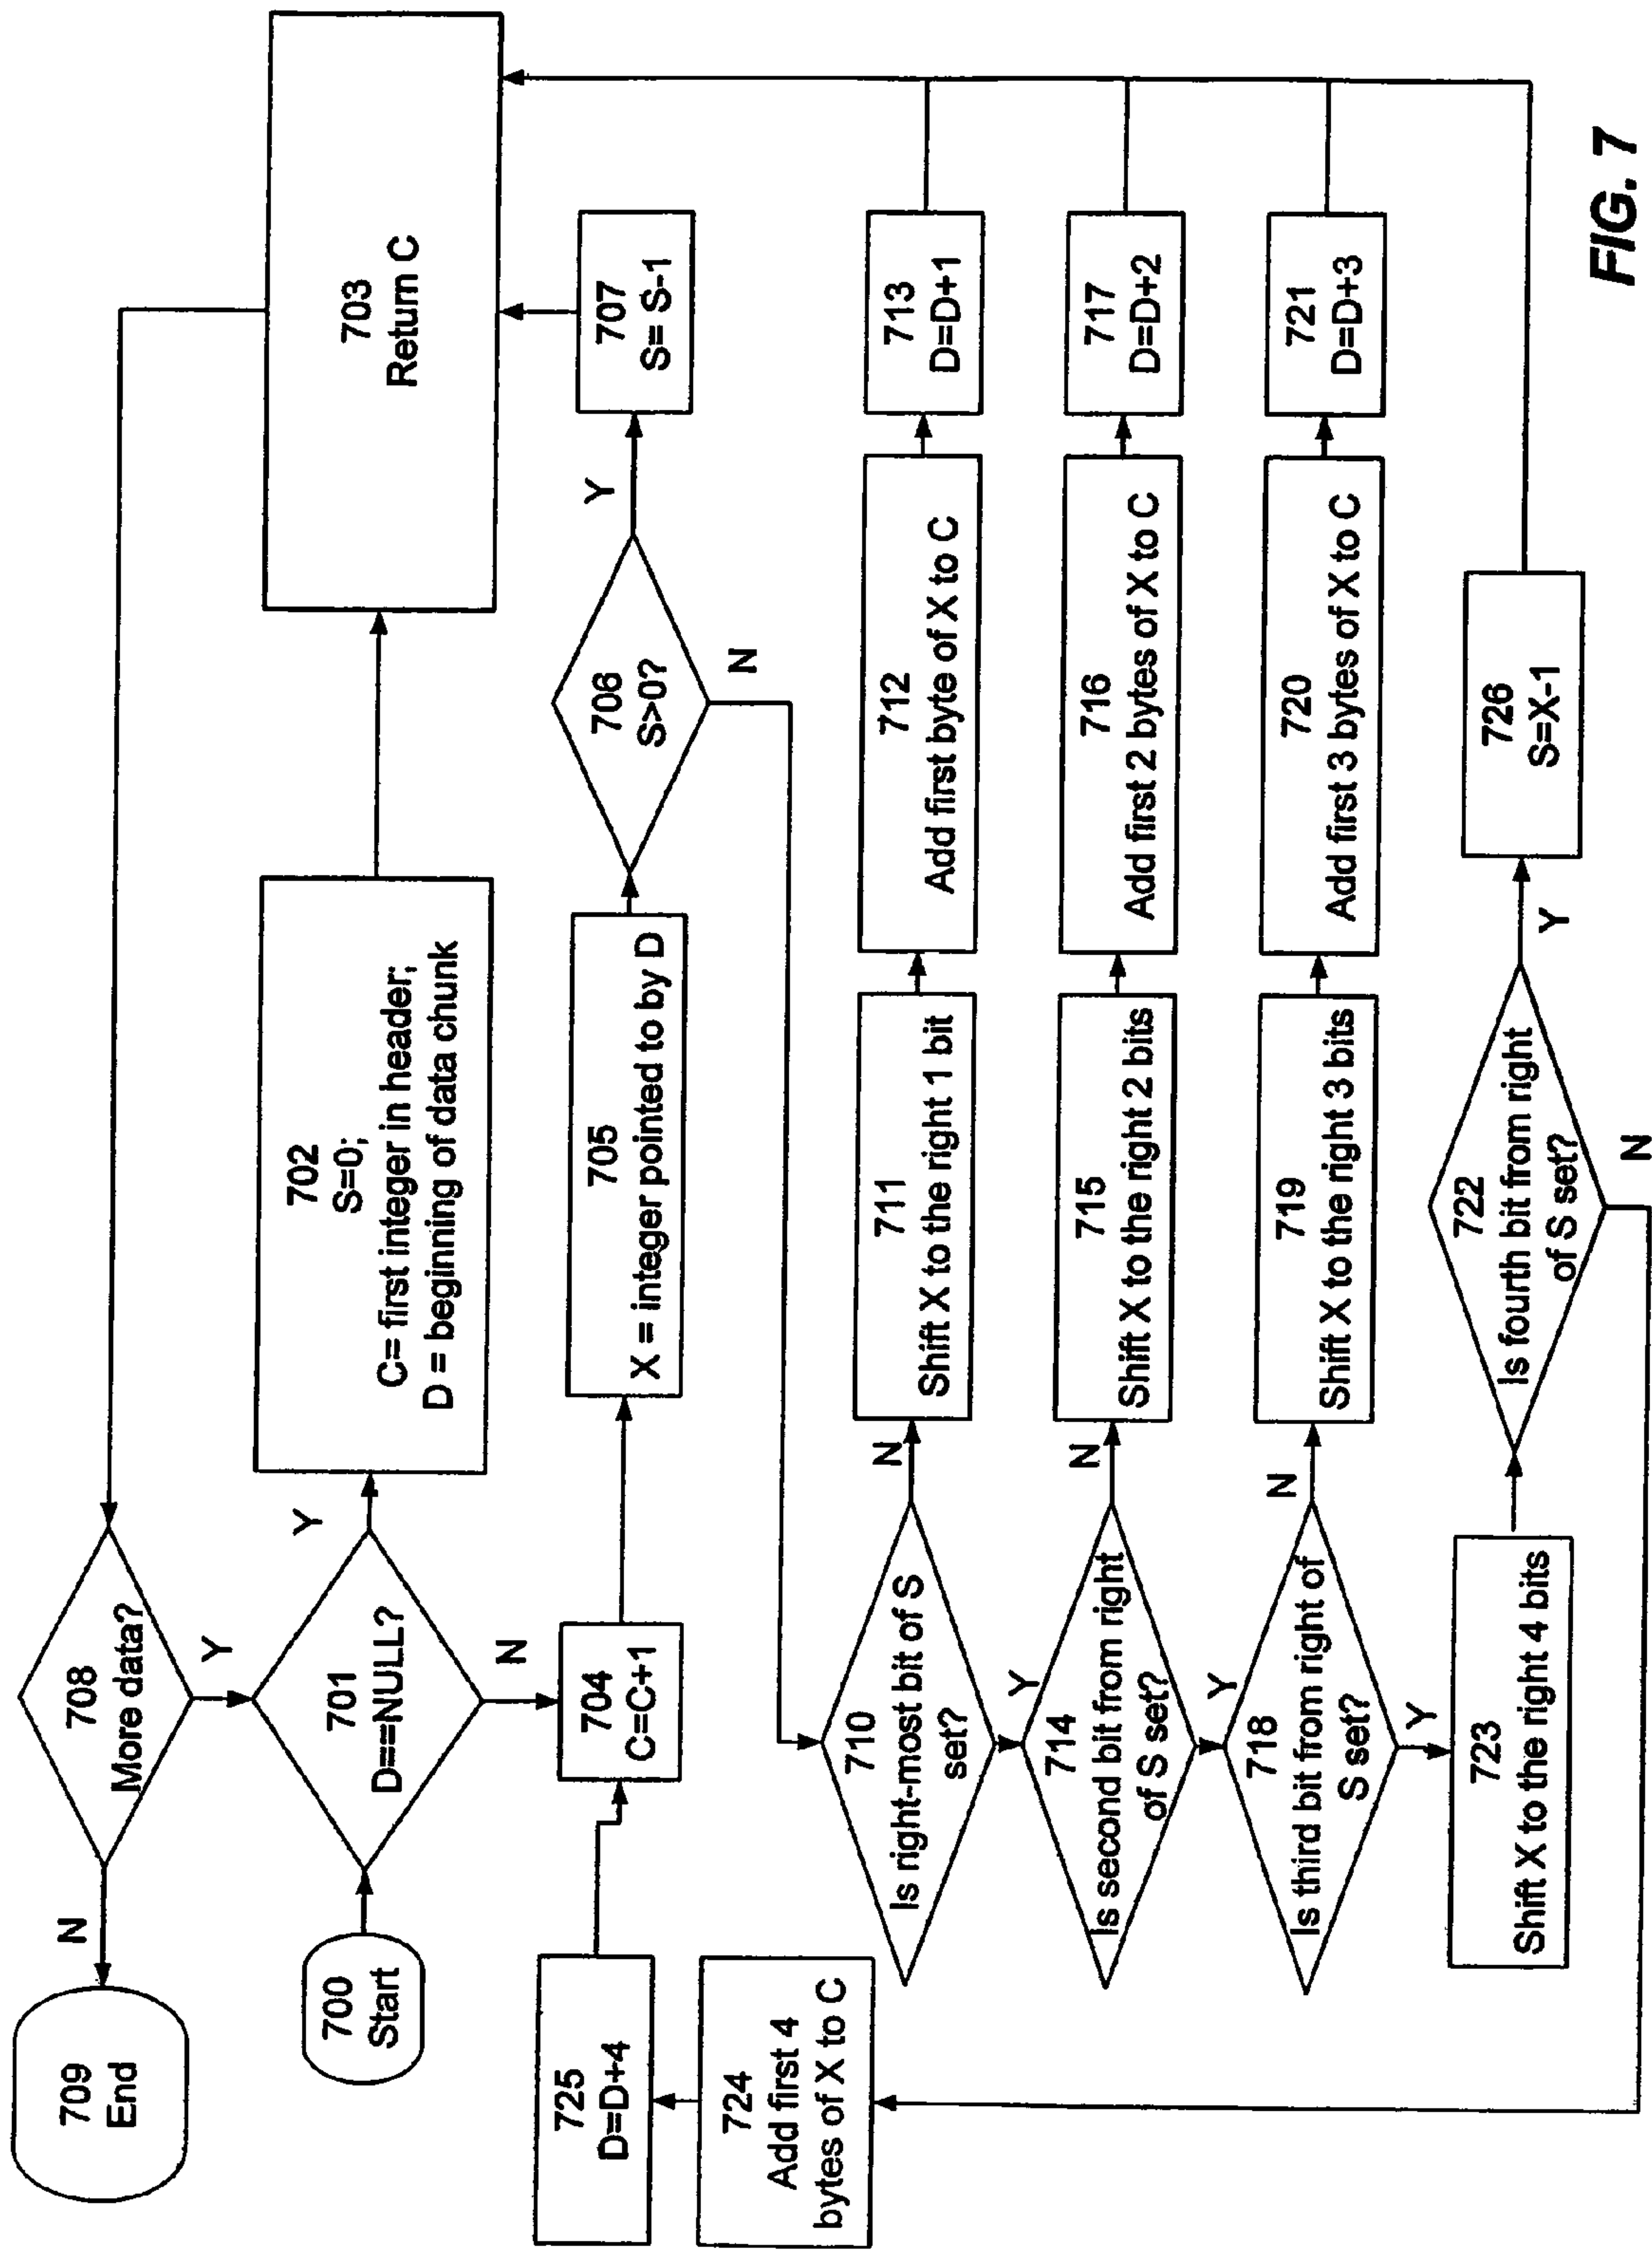 709
End
N
708
More data?
Y
700
Start
701
D==NULL?
Y
N
702
S=0;
C= first integer in header;
D = beginning of data chunk
703
Return C
725
D=D+4
704
C=C+1
705
X = integer pointed to by D
706
S>0?
Y
N
707
S= S-1
724
Add first 4
bytes of X to C
710
Is right-most bit of S
set?
N
Y
711
Shift X to the right 1 bit
712
Add first byte of X to C
713
D=D+1
714
Is second bit from right
of S set?
N
Y
715
Shift X to the right 2 bits
716
Add first 2 bytes of X to C
717
D=D+2
718
Is third bit from right of
S set?
N
Y
719
Shift X to the right 3 bits
720
Add first 3 bytes of X to C
721
D=D+3
723
Shift X to the right 4 bits
722
Is fourth bit from right
of S set?
Y
N
726
S=X-1
FIG. 7